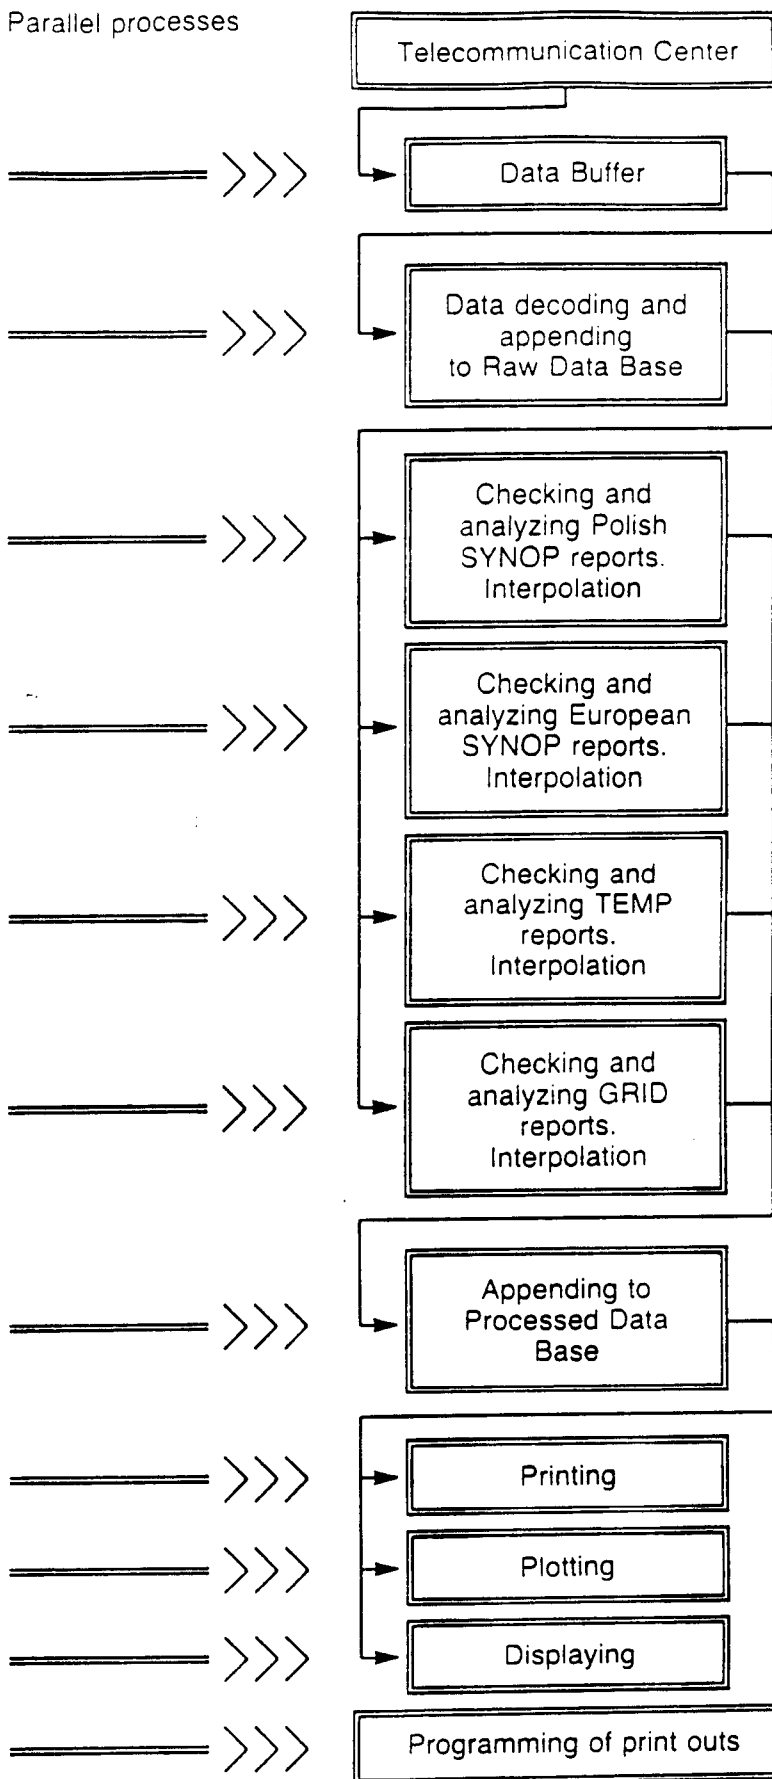 Parallel processes
Telecommunication Center
Data Buffer
Data decoding and
appending
to Raw Data Base
Checking and
analyzing Polish
SYNOP reports.
Interpolation
Checking and
analyzing European
SYNOP reports.
Interpolation
Checking and
analyzing TEMP
reports.
Interpolation
Checking and
analyzing GRID
reports.
Interpolation
Appending to
Processed Data
Base
Printing
Plotting
Displaying
Programming of print outs